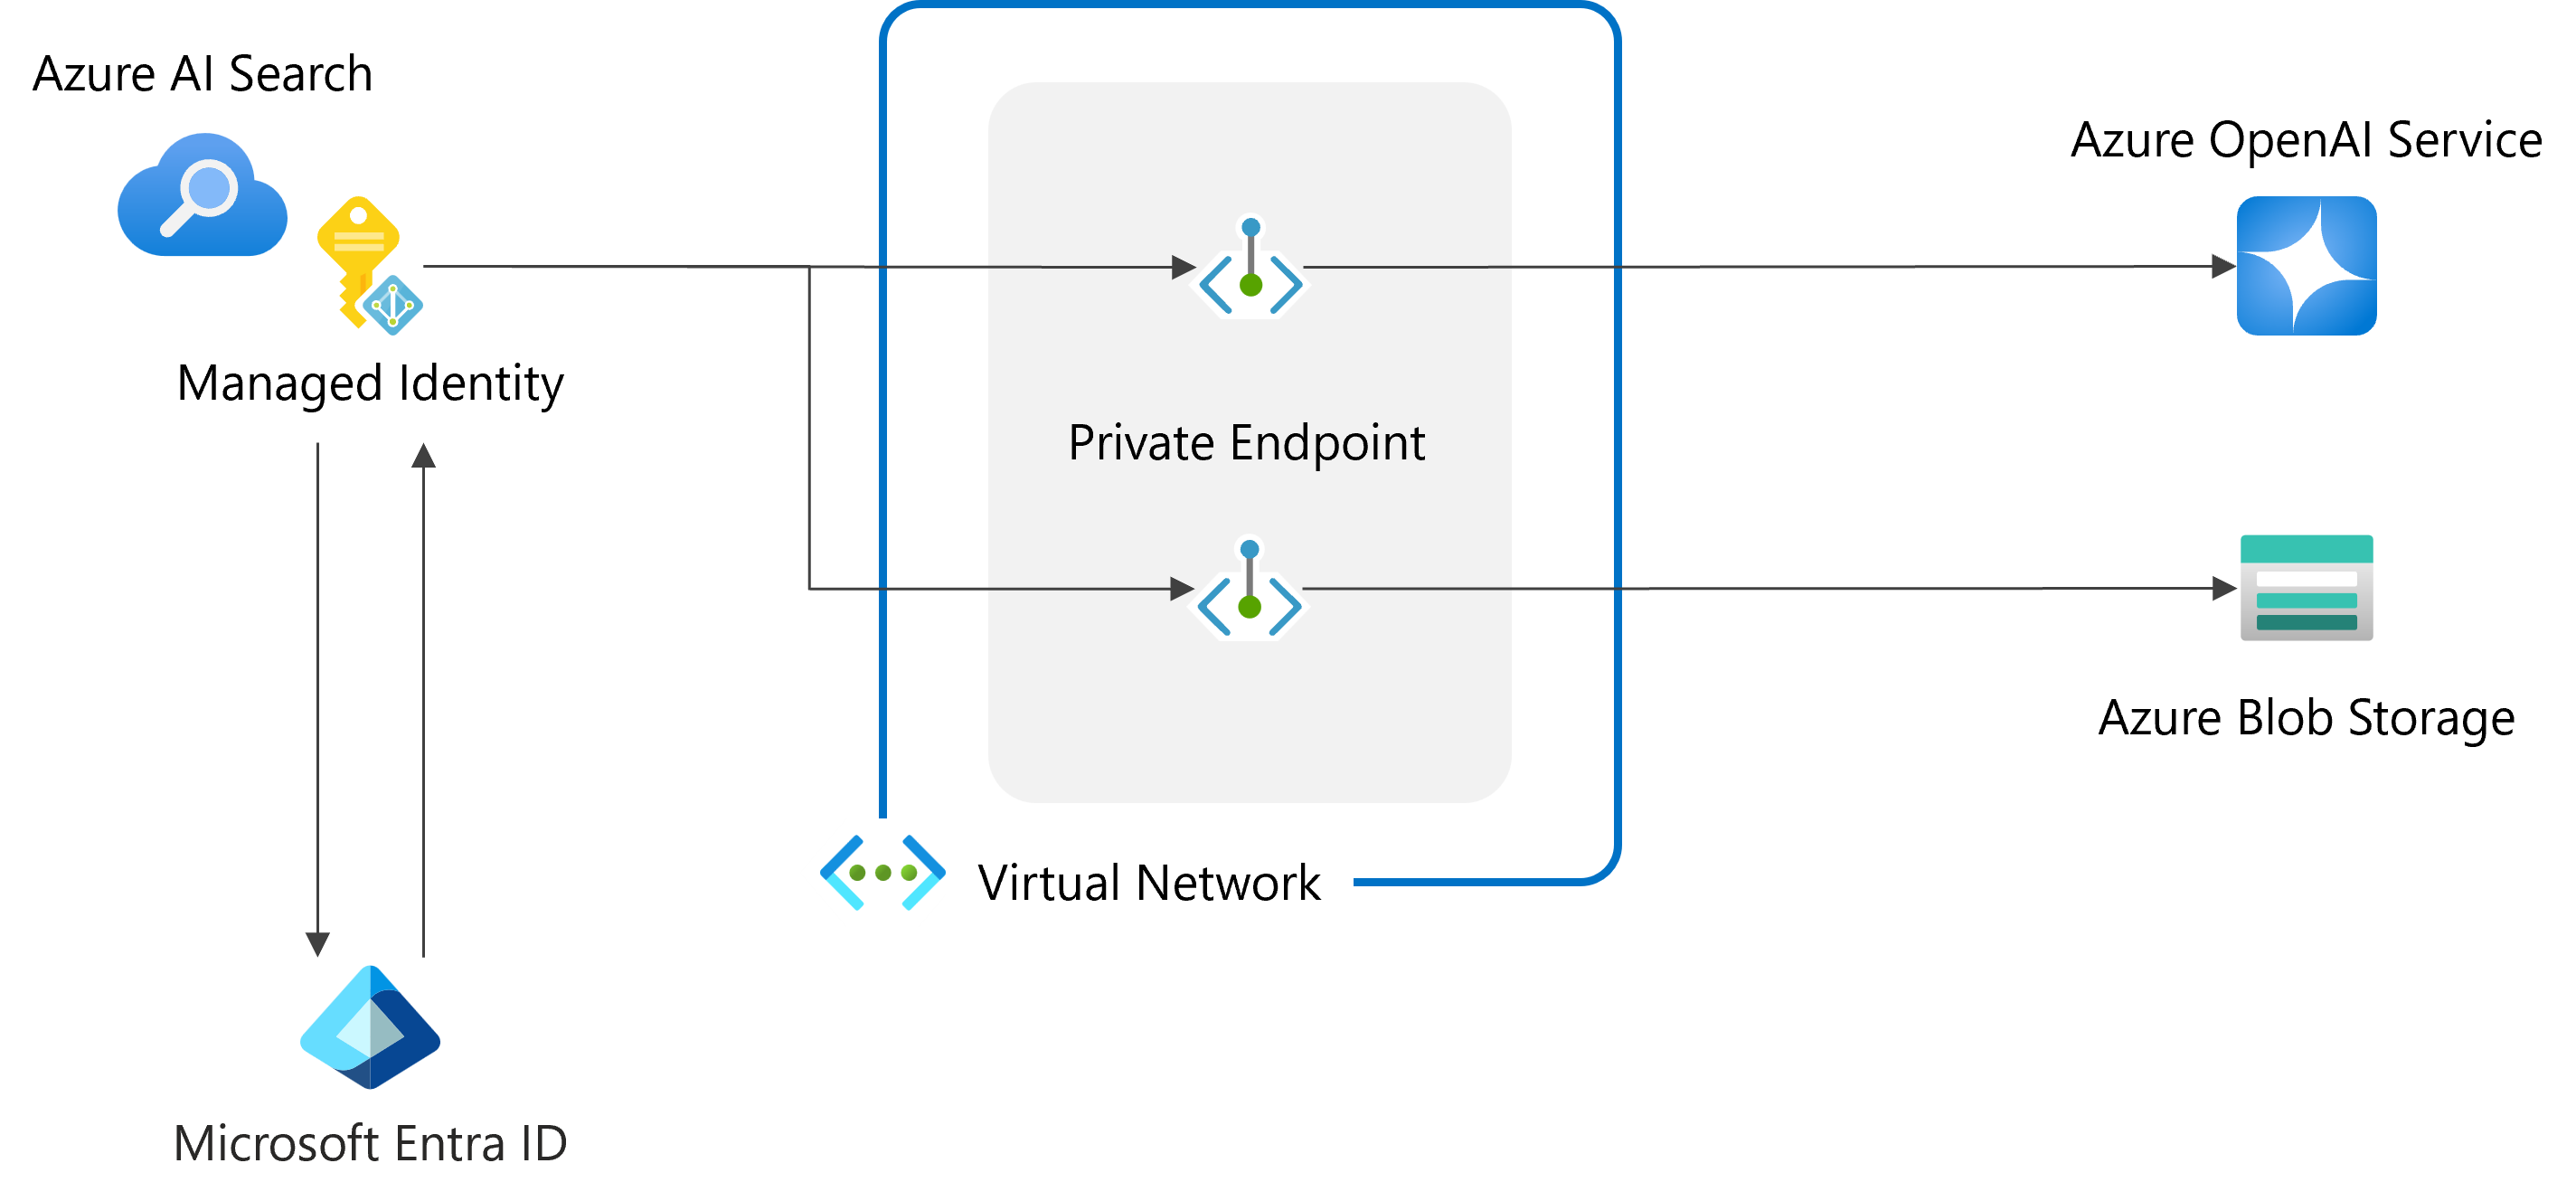 Azure AI Search
Managed Identity
Microsoft Entra ID
Private Endpoint
Virtual Network
Azure OpenAI Service
Azure Blob Storage